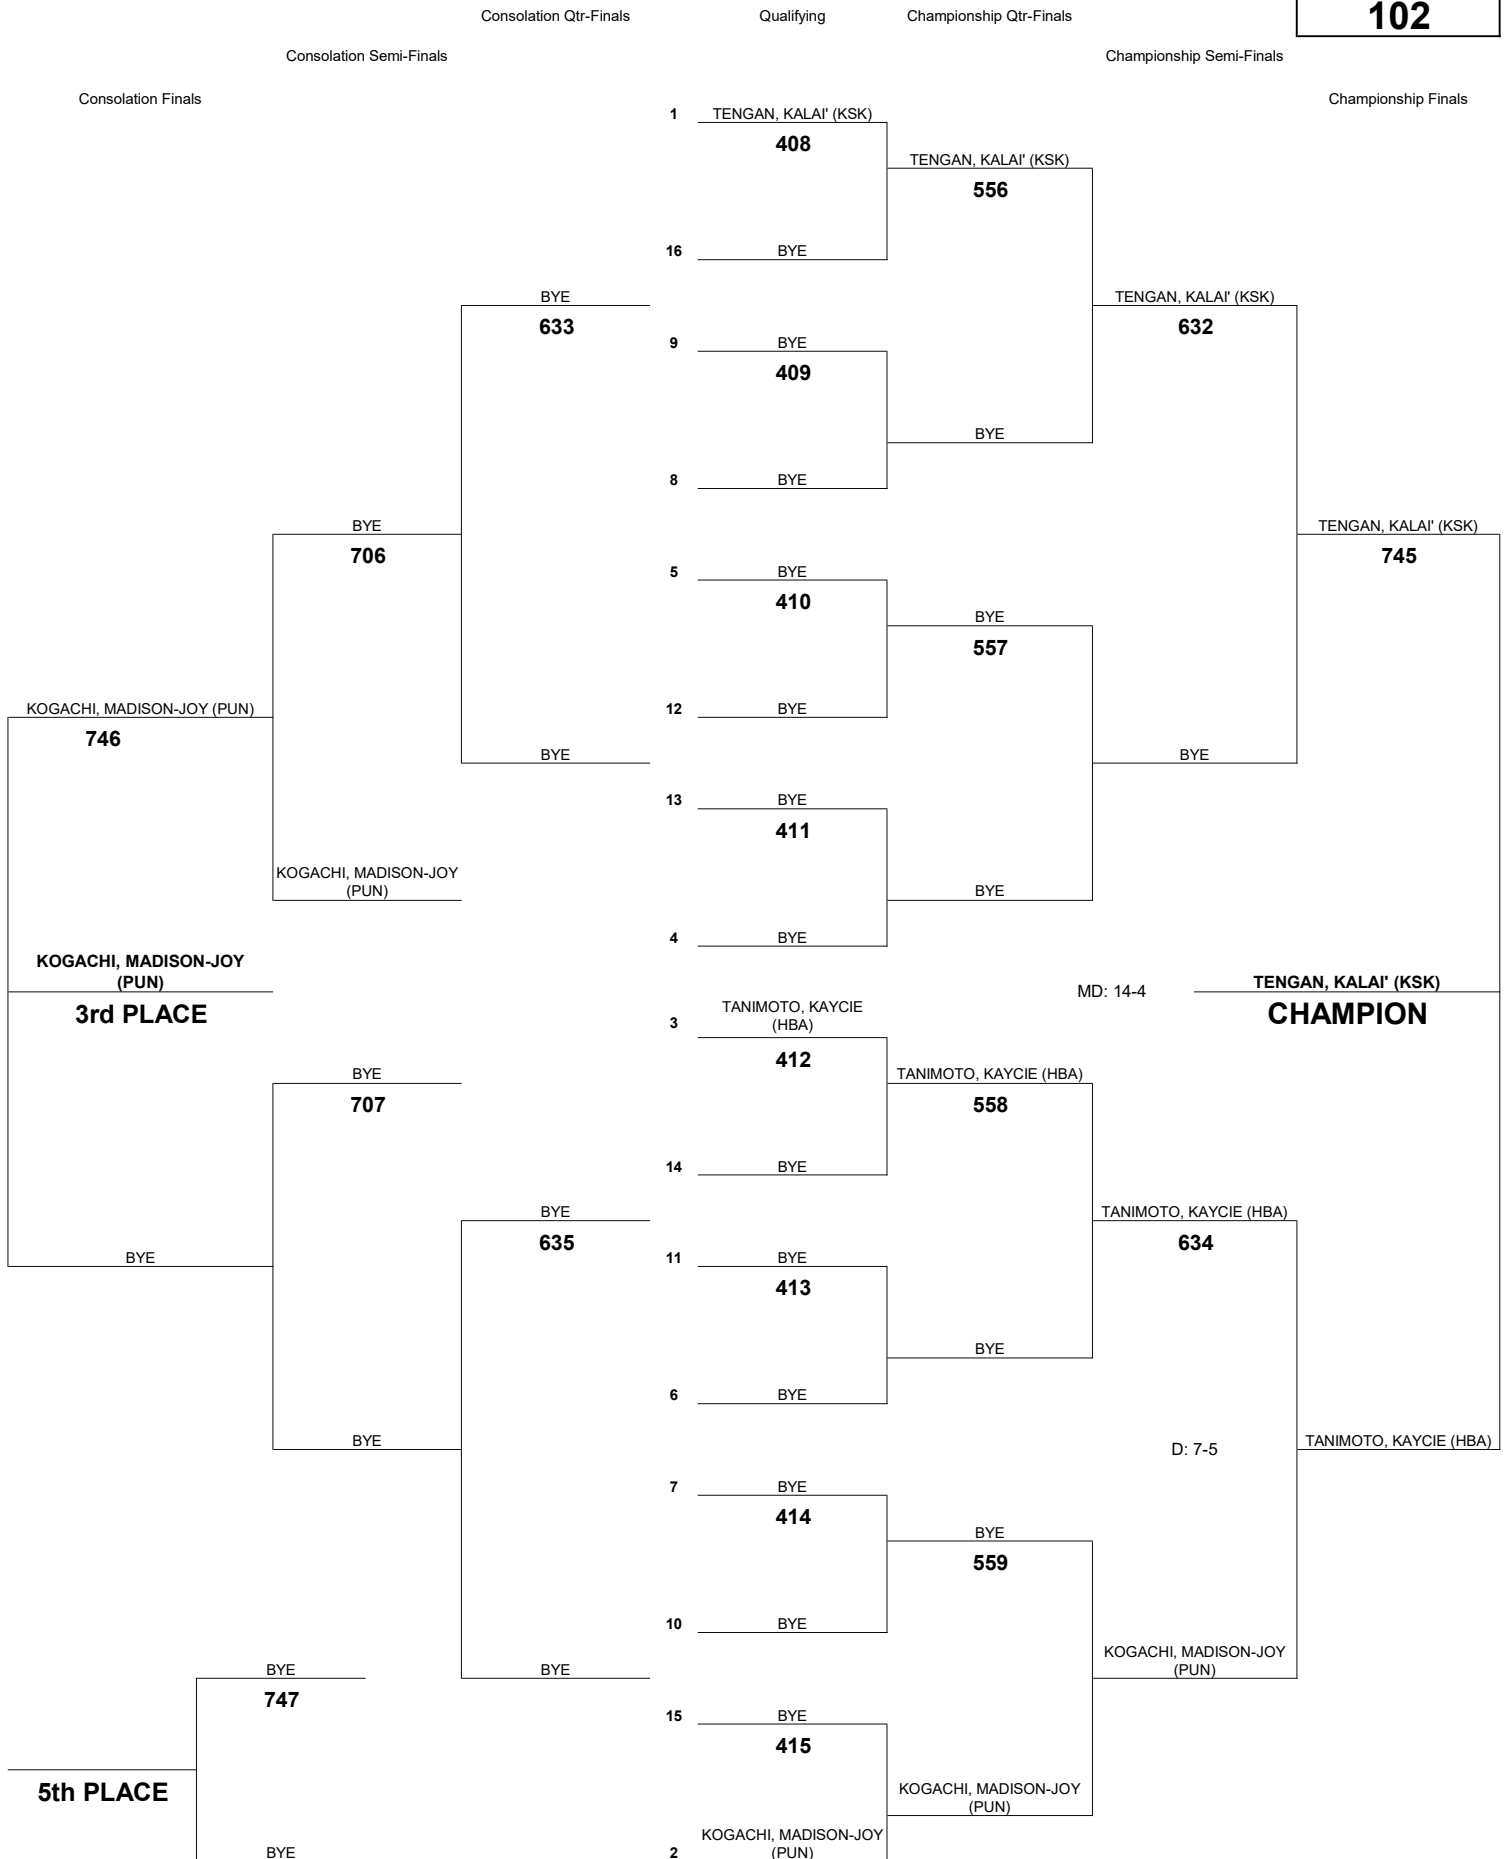 102
Consolation Qtr-Finals
Qualifying
Championship Qtr-Finals
Consolation Semi-Finals
Championship Semi-Finals
Consolation Finals
Championship Finals
1
TENGAN, KALAI' (KSK)
408
TENGAN, KALAI' (KSK)
556
16
BYE
BYE
633
TENGAN, KALAI' (KSK)
632
9
BYE
409
BYE
8
BYE
BYE
706
TENGAN, KALAI' (KSK)
745
5
BYE
410
BYE
557
12
BYE
KOGACHI, MADISON-JOY (PUN)
746
BYE
BYE
13
BYE
411
KOGACHI, MADISON-JOY
(PUN)
BYE
4
BYE
KOGACHI, MADISON-JOY
(PUN)
3rd PLACE
MD: 14-4
TENGAN, KALAI' (KSK)
CHAMPION
3
TANIMOTO, KAYCIE
(HBA)
412
BYE
707
TANIMOTO, KAYCIE (HBA)
558
14
BYE
BYE
635
TANIMOTO, KAYCIE (HBA)
634
11
BYE
413
BYE
BYE
6
BYE
BYE
D: 7-5
TANIMOTO, KAYCIE (HBA)
7
BYE
414
BYE
559
10
BYE
KOGACHI, MADISON-JOY
(PUN)
BYE
747
BYE
15
BYE
415
5th PLACE
KOGACHI, MADISON-JOY
(PUN)
2
KOGACHI, MADISON-JOY
(PUN)
BYE